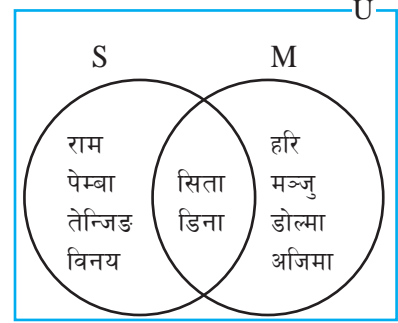 U
S M
राम हरि
पेम्बा सिता मञ्जु
तेन्जिङ डिना डोल्मा
विनय अजिमा